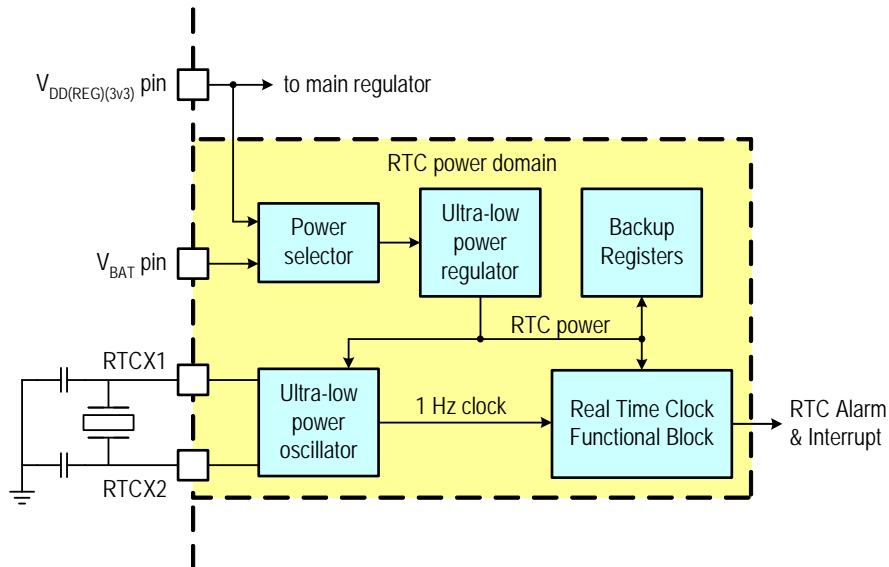 VDD(REG)(3v3) pin
to main regulator
RTC power domain
Power
selector
Ultra-low
power
regulator
Backup
Registers
VBAT pin
RTC power
RTCX1
Ultra-low
power
oscillator
1 Hz clock
Real Time Clock
Functional Block
RTC Alarm
& Interrupt
RTCX2